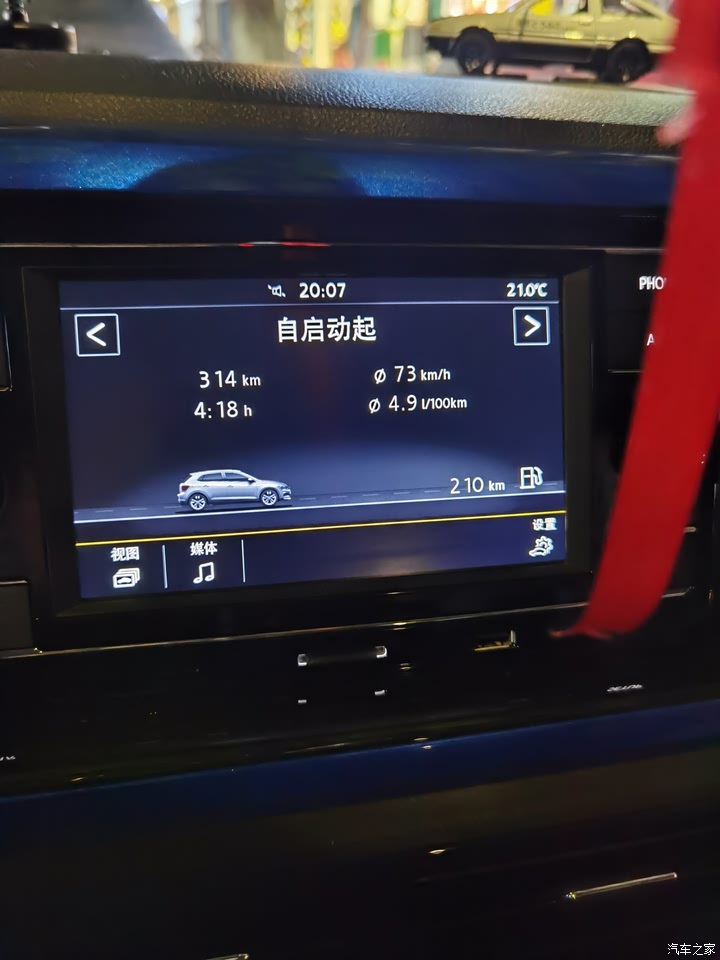 20:07
21.0℃
PHO
<
自启动起
>
A
314 km
Ø 73 km/h
4:18 h
Ø 4.9 l/100km
210 km
设置
视图
媒体
汽车之家